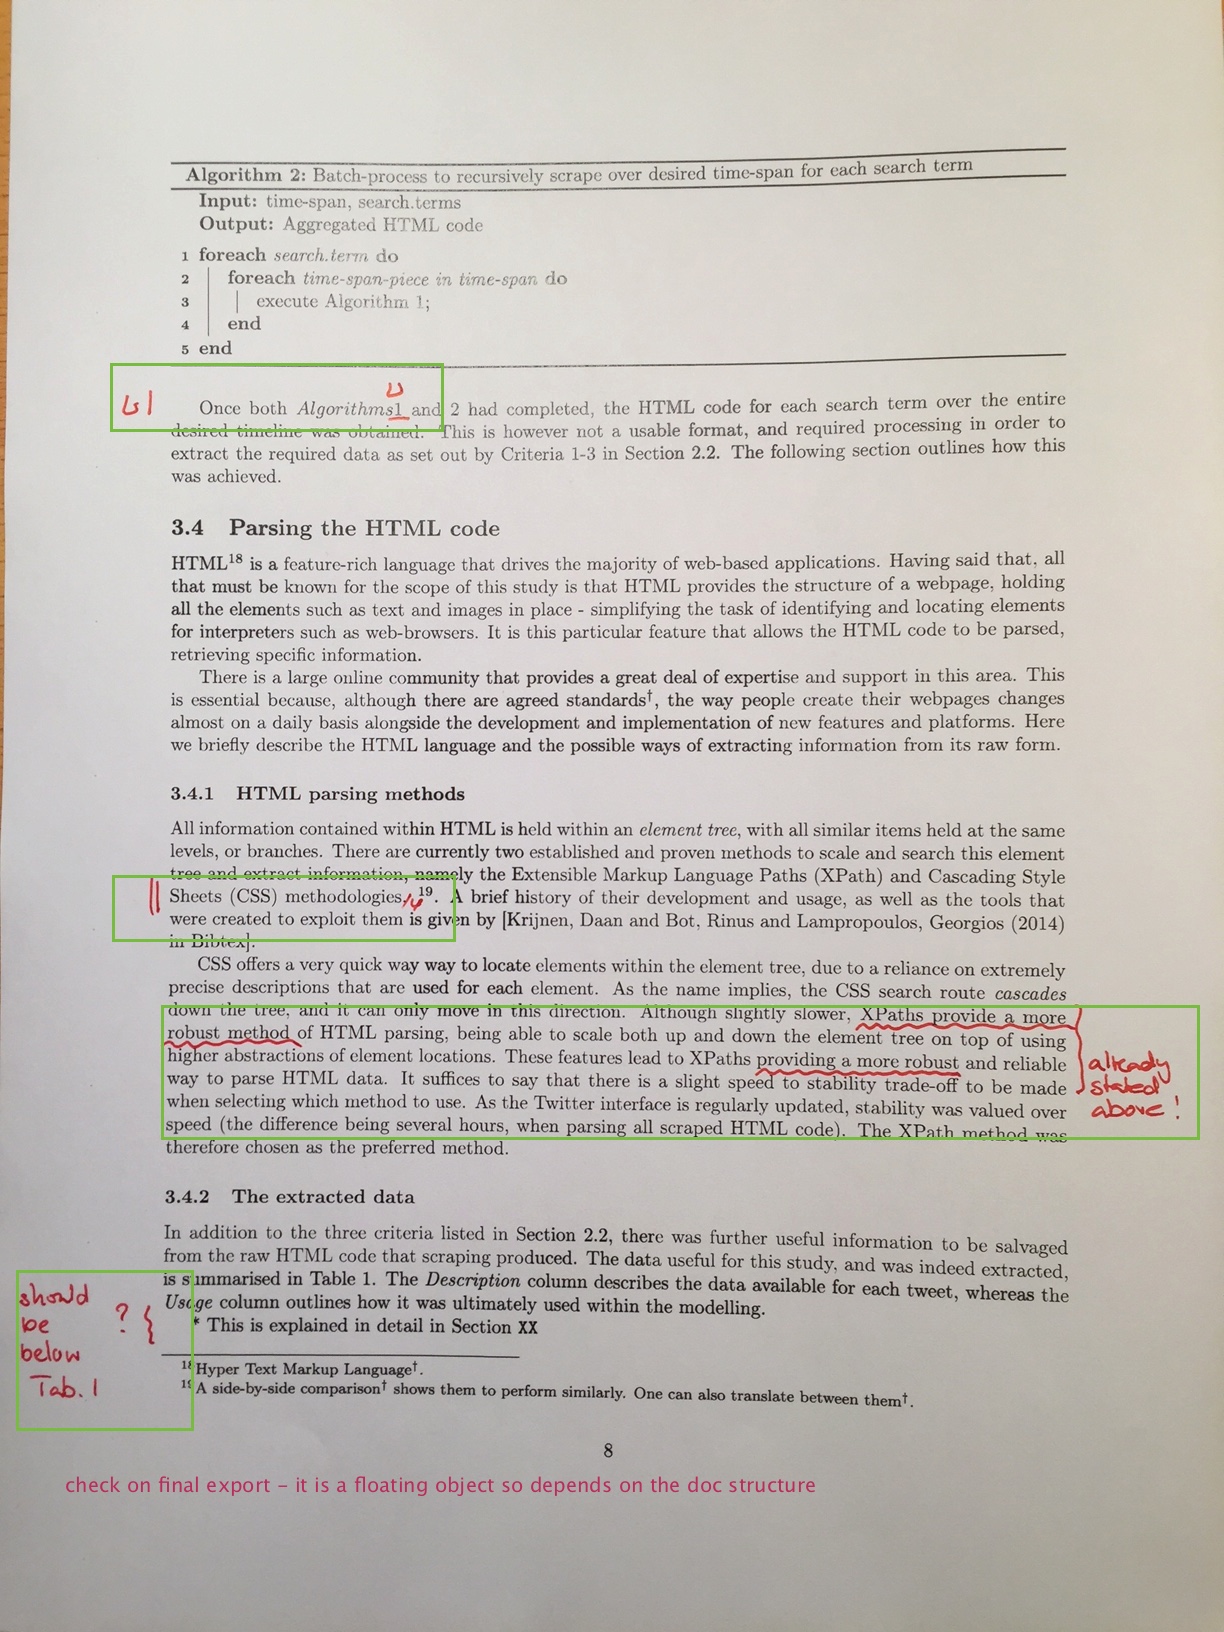 Algorithm 2: Batch-process to recursively scrape over desired time-span for each search term
Input: time-span, search.terms
Output: Aggregated HTML code
1 foreach search.term do
2 foreach time-span-piece in time-span do
3 execute Algorithm 1;
4 end
5 end
Once both Algorithms1 and 2 had completed, the HTML code for each search term over the entire
desired timeline was obtained. This is however not a usable format, and required processing in order to
extract the required data as set out by Criteria 1-3 in Section 2.2. The following section outlines how this
was achieved.
3.4 Parsing the HTML code
HTML18 is a feature-rich language that drives the majority of web-based applications. Having said that, all
that must be known for the scope of this study is that HTML provides the structure of a webpage, holding
all the elements such as text and images in place - simplifying the task of identifying and locating elements
for interpreters such as web-browsers. It is this particular feature that allows the HTML code to be parsed,
retrieving specific information.
There is a large online community that provides a great deal of expertise and support in this area. This
is essential because, although there are agreed standards†, the way people create their webpages changes
almost on a daily basis alongside the development and implementation of new features and platforms. Here
we briefly describe the HTML language and the possible ways of extracting information from its raw form.
3.4.1 HTML parsing methods
All information contained within HTML is held within an element tree, with all similar items held at the same
levels, or branches. There are currently two established and proven methods to scale and search this element
tree and extract information, namely the Extensible Markup Language Paths (XPath) and Cascading Style
Sheets (CSS) methodologies,19. A brief history of their development and usage, as well as the tools that
were created to exploit them is given by [Krijnen, Daan and Bot, Rinus and Lampropoulos, Georgios (2014)
in Bibtex].
CSS offers a very quick way way to locate elements within the element tree, due to a reliance on extremely
precise descriptions that are used for each element. As the name implies, the CSS search route cascades
down the tree, and it can only move in this direction. Although slightly slower, XPaths provide a more
robust method of HTML parsing, being able to scale both up and down the element tree on top of using
higher abstractions of element locations. These features lead to XPaths providing a more robust and reliable
way to parse HTML data. It suffices to say that there is a slight speed to stability trade-off to be made
when selecting which method to use. As the Twitter interface is regularly updated, stability was valued over
speed (the difference being several hours, when parsing all scraped HTML code). The XPath method was
therefore chosen as the preferred method.
already
stated
above!
3.4.2 The extracted data
In addition to the three criteria listed in Section 2.2, there was further useful information to be salvaged
from the raw HTML code that scraping produced. The data useful for this study, and was indeed extracted,
is summarised in Table 1. The Description column describes the data available for each tweet, whereas the
Usage column outlines how it was ultimately used within the modelling.
* This is explained in detail in Section XX
should
be ?
below
Tab. 1
18 Hyper Text Markup Language†.
19 A side-by-side comparison† shows them to perform similarly. One can also translate between them†.
8
check on final export - it is a floating object so depends on the doc structure